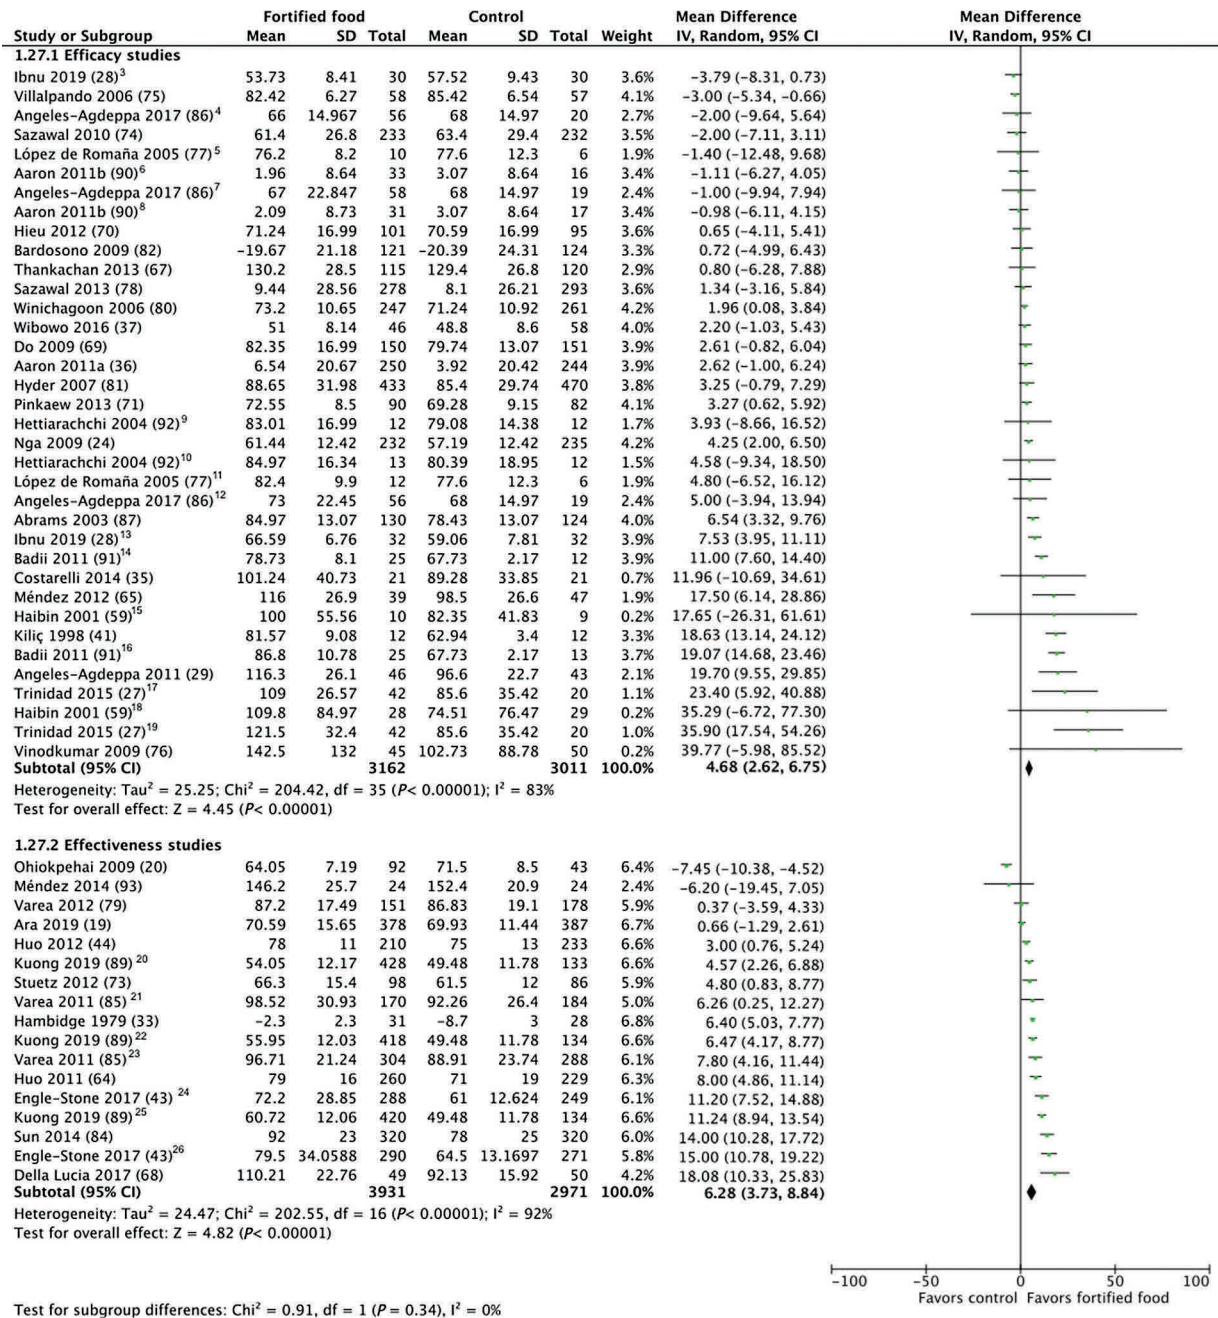 Fortified food Control Mean Difference Mean Difference
Study or Subgroup Mean SD Total Mean SD Total Weight IV, Random, 95% CI IV, Random, 95% CI
1.27.1 Efficacy studies
Ibnu 2019 (28)³ 53.73 8.41 30 57.52 9.43 30 3.6% −3.79 (−8.31, 0.73)
Villalpando 2006 (75) 82.42 6.27 58 85.42 6.54 57 4.1% −3.00 (−5.34, −0.66)
Angeles-Agdeppa 2017 (86)⁴ 66 14.967 56 68 14.97 20 2.7% −2.00 (−9.64, 5.64)
Sazawal 2010 (74) 61.4 26.8 233 63.4 29.4 232 3.5% −2.00 (−7.11, 3.11)
López de Romaña 2005 (77)⁵ 76.2 8.2 10 77.6 12.3 6 1.9% −1.40 (−12.48, 9.68)
Aaron 2011b (90)⁶ 1.96 8.64 33 3.07 8.64 16 3.4% −1.11 (−6.27, 4.05)
Angeles-Agdeppa 2017 (86)⁷ 67 22.847 58 68 14.97 19 2.4% −1.00 (−9.94, 7.94)
Aaron 2011b (90)⁸ 2.09 8.73 31 3.07 8.64 17 3.4% −0.98 (−6.11, 4.15)
Hieu 2012 (70) 71.24 16.99 101 70.59 16.99 95 3.6% 0.65 (−4.11, 5.41)
Bardosono 2009 (82) −19.67 21.18 121 −20.39 24.31 124 3.3% 0.72 (−4.99, 6.43)
Thankachan 2013 (67) 130.2 28.5 115 129.4 26.8 120 2.9% 0.80 (−6.28, 7.88)
Sazawal 2013 (78) 9.44 28.56 278 8.1 26.21 293 3.6% 1.34 (−3.16, 5.84)
Winichagoon 2006 (80) 73.2 10.65 247 71.24 10.92 261 4.2% 1.96 (0.08, 3.84)
Wibowo 2016 (37) 51 8.14 46 48.8 8.6 58 4.0% 2.20 (−1.03, 5.43)
Do 2009 (69) 82.35 16.99 150 79.74 13.07 151 3.9% 2.61 (−0.82, 6.04)
Aaron 2011a (36) 6.54 20.67 250 3.92 20.42 244 3.9% 2.62 (−1.00, 6.24)
Hyder 2007 (81) 88.65 31.98 433 85.4 29.74 470 3.8% 3.25 (−0.79, 7.29)
Pinkaew 2013 (71) 72.55 8.5 90 69.28 9.15 82 4.1% 3.27 (0.62, 5.92)
Hettiarachchi 2004 (92)⁹ 83.01 16.99 12 79.08 14.38 12 1.7% 3.93 (−8.66, 16.52)
Nga 2009 (24) 61.44 12.42 232 57.19 12.42 235 4.2% 4.25 (2.00, 6.50)
Hettiarachchi 2004 (92)¹⁰ 84.97 16.34 13 80.39 18.95 12 1.5% 4.58 (−9.34, 18.50)
López de Romaña 2005 (77)¹¹ 82.4 9.9 12 77.6 12.3 6 1.9% 4.80 (−6.52, 16.12)
Angeles-Agdeppa 2017 (86)¹² 73 22.45 56 68 14.97 19 2.4% 5.00 (−3.94, 13.94)
Abrams 2003 (87) 84.97 13.07 130 78.43 13.07 124 4.0% 6.54 (3.32, 9.76)
Ibnu 2019 (28)¹³ 66.59 6.76 32 59.06 7.81 32 3.9% 7.53 (3.95, 11.11)
Badii 2011 (91)¹⁴ 78.73 8.1 25 67.73 2.17 12 3.9% 11.00 (7.60, 14.40)
Costarelli 2014 (35) 101.24 40.73 21 89.28 33.85 21 0.7% 11.96 (−10.69, 34.61)
Méndez 2012 (65) 116 26.9 39 98.5 26.6 47 1.9% 17.50 (6.14, 28.86)
Haibin 2001 (59)¹⁵ 100 55.56 10 82.35 41.83 9 0.2% 17.65 (−26.31, 61.61)
Kiliç 1998 (41) 81.57 9.08 12 62.94 3.4 12 3.3% 18.63 (13.14, 24.12)
Badii 2011 (91)¹⁶ 86.8 10.78 25 67.73 2.17 13 3.7% 19.07 (14.68, 23.46)
Angeles-Agdeppa 2011 (29) 116.3 26.1 46 96.6 22.7 43 2.1% 19.70 (9.55, 29.85)
Trinidad 2015 (27)¹⁷ 109 26.57 42 85.6 35.42 20 1.1% 23.40 (5.92, 40.88)
Haibin 2001 (59)¹⁸ 109.8 84.97 28 74.51 76.47 29 0.2% 35.29 (−6.72, 77.30)
Trinidad 2015 (27)¹⁹ 121.5 32.4 42 85.6 35.42 20 1.0% 35.90 (17.54, 54.26)
Vinodkumar 2009 (76) 142.5 132 45 102.73 88.78 50 0.2% 39.77 (−5.98, 85.52)
Subtotal (95% CI) 3162 3011 100.0% 4.68 (2.62, 6.75)
Heterogeneity: Tau² = 25.25; Chi² = 204.42, df = 35 (P< 0.00001); I² = 83%
Test for overall effect: Z = 4.45 (P< 0.00001)
1.27.2 Effectiveness studies
Ohiokpehai 2009 (20) 64.05 7.19 92 71.5 8.5 43 6.4% −7.45 (−10.38, −4.52)
Méndez 2014 (93) 146.2 25.7 24 152.4 20.9 24 2.4% −6.20 (−19.45, 7.05)
Varea 2012 (79) 87.2 17.49 151 86.83 19.1 178 5.9% 0.37 (−3.59, 4.33)
Ara 2019 (19) 70.59 15.65 378 69.93 11.44 387 6.7% 0.66 (−1.29, 2.61)
Huo 2012 (44) 78 11 210 75 13 233 6.6% 3.00 (0.76, 5.24)
Kuong 2019 (89) ²⁰ 54.05 12.17 428 49.48 11.78 133 6.6% 4.57 (2.26, 6.88)
Stuetz 2012 (73) 66.3 15.4 98 61.5 12 86 5.9% 4.80 (0.83, 8.77)
Varea 2011 (85) ²¹ 98.52 30.93 170 92.26 26.4 184 5.0% 6.26 (0.25, 12.27)
Hambidge 1979 (33) −2.3 2.3 31 −8.7 3 28 6.8% 6.40 (5.03, 7.77)
Kuong 2019 (89) ²² 55.95 12.03 418 49.48 11.78 134 6.6% 6.47 (4.17, 8.77)
Varea 2011 (85)²³ 96.71 21.24 304 88.91 23.74 288 6.1% 7.80 (4.16, 11.44)
Huo 2011 (64) 79 16 260 71 19 229 6.3% 8.00 (4.86, 11.14)
Engle-Stone 2017 (43) ²⁴ 72.2 28.85 288 61 12.624 249 6.1% 11.20 (7.52, 14.88)
Kuong 2019 (89)²⁵ 60.72 12.06 420 49.48 11.78 134 6.6% 11.24 (8.94, 13.54)
Sun 2014 (84) 92 23 320 78 25 320 6.0% 14.00 (10.28, 17.72)
Engle-Stone 2017 (43)²⁶ 79.5 34.0588 290 64.5 13.1697 271 5.8% 15.00 (10.78, 19.22)
Della Lucia 2017 (68) 110.21 22.76 49 92.13 15.92 50 4.2% 18.08 (10.33, 25.83)
Subtotal (95% CI) 3931 2971 100.0% 6.28 (3.73, 8.84)
Heterogeneity: Tau² = 24.47; Chi² = 202.55, df = 16 (P< 0.00001); I² = 92%
Test for overall effect: Z = 4.82 (P< 0.00001)
−100 −50 0 50 100
Favors control Favors fortified food
Test for subgroup differences: Chi² = 0.91, df = 1 (P = 0.34), I² = 0%